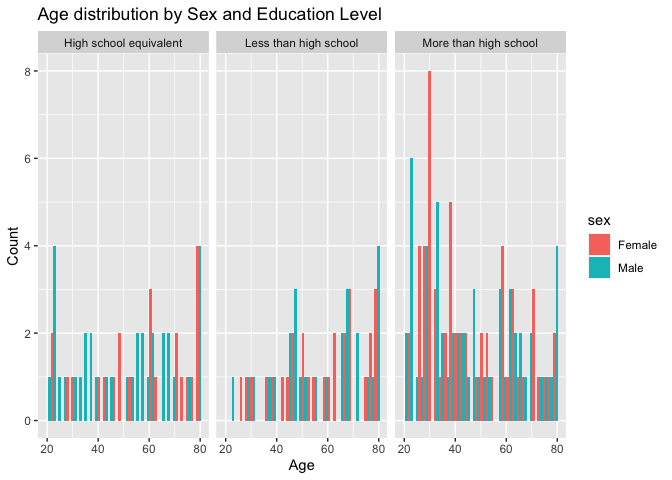 Age distribution by Sex and Education Level
High school equivalent
Less than high school
More than high school
8
6
4
2
0
Count
20 40 60 80
20 40 60 80
20 40 60 80
Age
sex
Female
Male